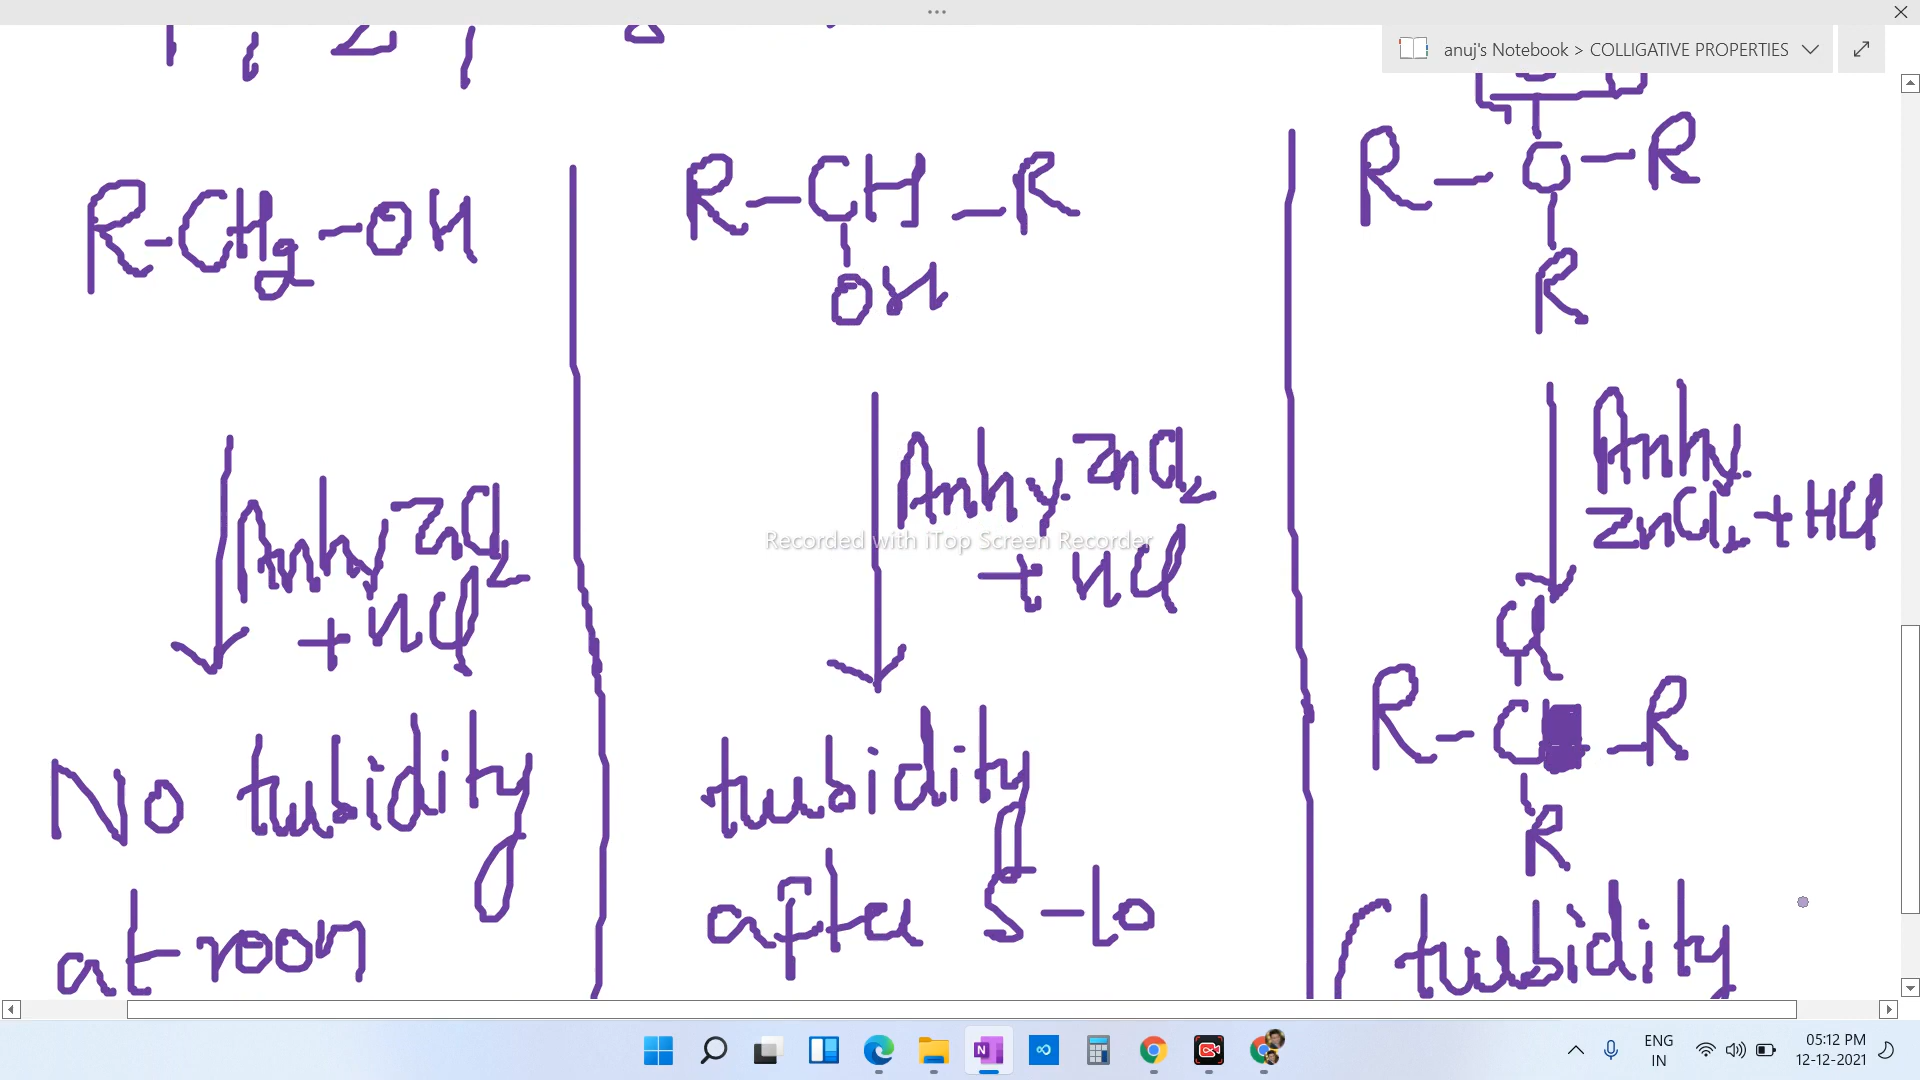 anuj's Notebook > COLLIGATIVE PROPERTIES
R-CH2-OH
R-CH-R
OH
R-C-R
R
Anhy ZnCl2
+ HCl
Anhy. ZnCl2
+ HCl
Anhy.
ZnCl2 + HCl
Recorded with iTop Screen Recorder
Cl
R-C-R
R
No tubidity
at room
tubidity
after 5-10
(tubidity
ENG
IN
05:12 PM
12-12-2021